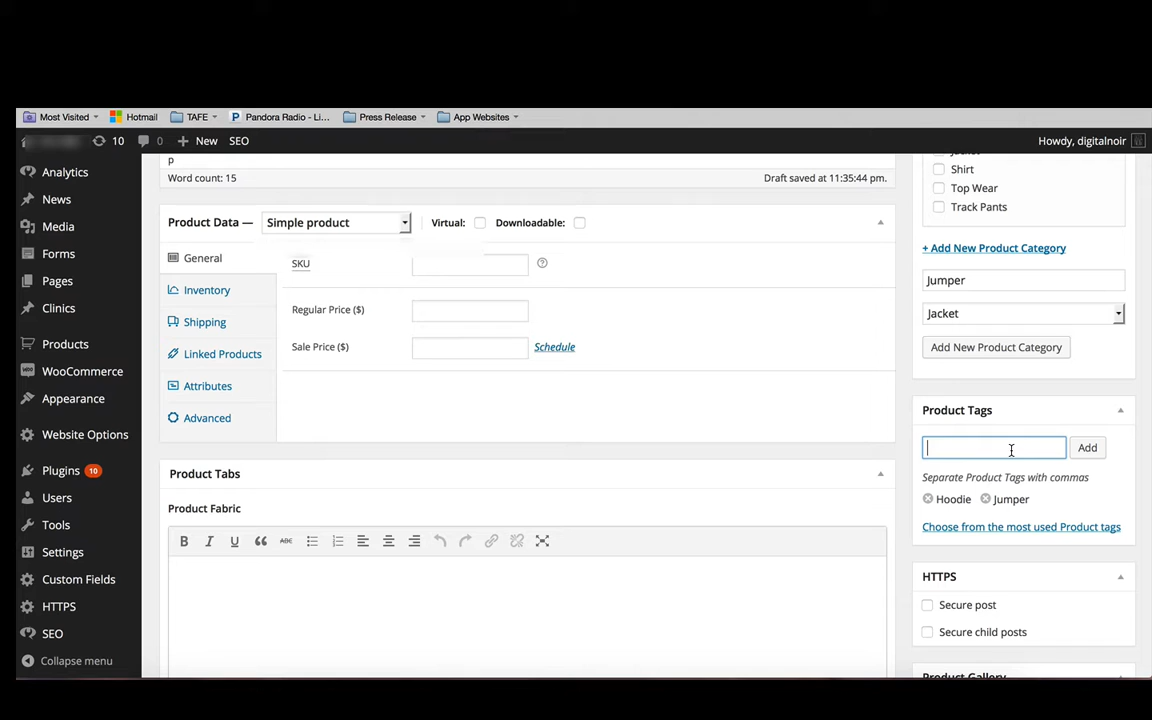 Most Visited Hotmail TAFE Pandora Radio - Li... Press Release App Websites
10 0 New SEO Howdy, digitalnoir
Analytics
News
Media
Forms
Pages
Clinics
Products
WooCommerce
Appearance
Website Options
Plugins 10
Users
Tools
Settings
Custom Fields
HTTPS
SEO
Collapse menu
p
Word count: 15 Draft saved at 11:35:44 pm.
Product Data — Simple product Virtual: Downloadable:
General
Inventory
Shipping
Linked Products
Attributes
Advanced
SKU
Regular Price ($)
Sale Price ($) Schedule
Product Tabs
Product Fabric
Jacket
Shirt
Top Wear
Track Pants
+ Add New Product Category
Jumper
Jacket
Add New Product Category
Product Tags
Add
Separate Product Tags with commas
Hoodie Jumper
Choose from the most used Product tags
HTTPS
Secure post
Secure child posts
Product Gallery